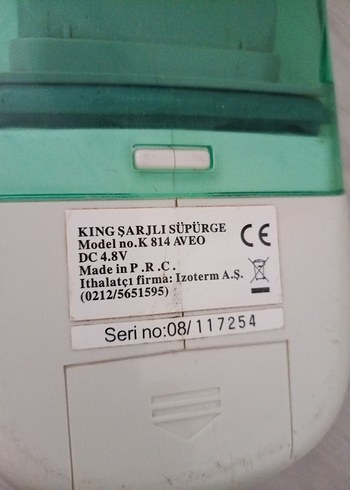 KING ŞARJLI SÜPÜRGE
Model no.K 814 AVEO
DC 4.8V
Made in P.R.C.
Ithalatçı firma: Izoterm A.Ş.
(0212/5651595)
CE
Seri no:08/117254